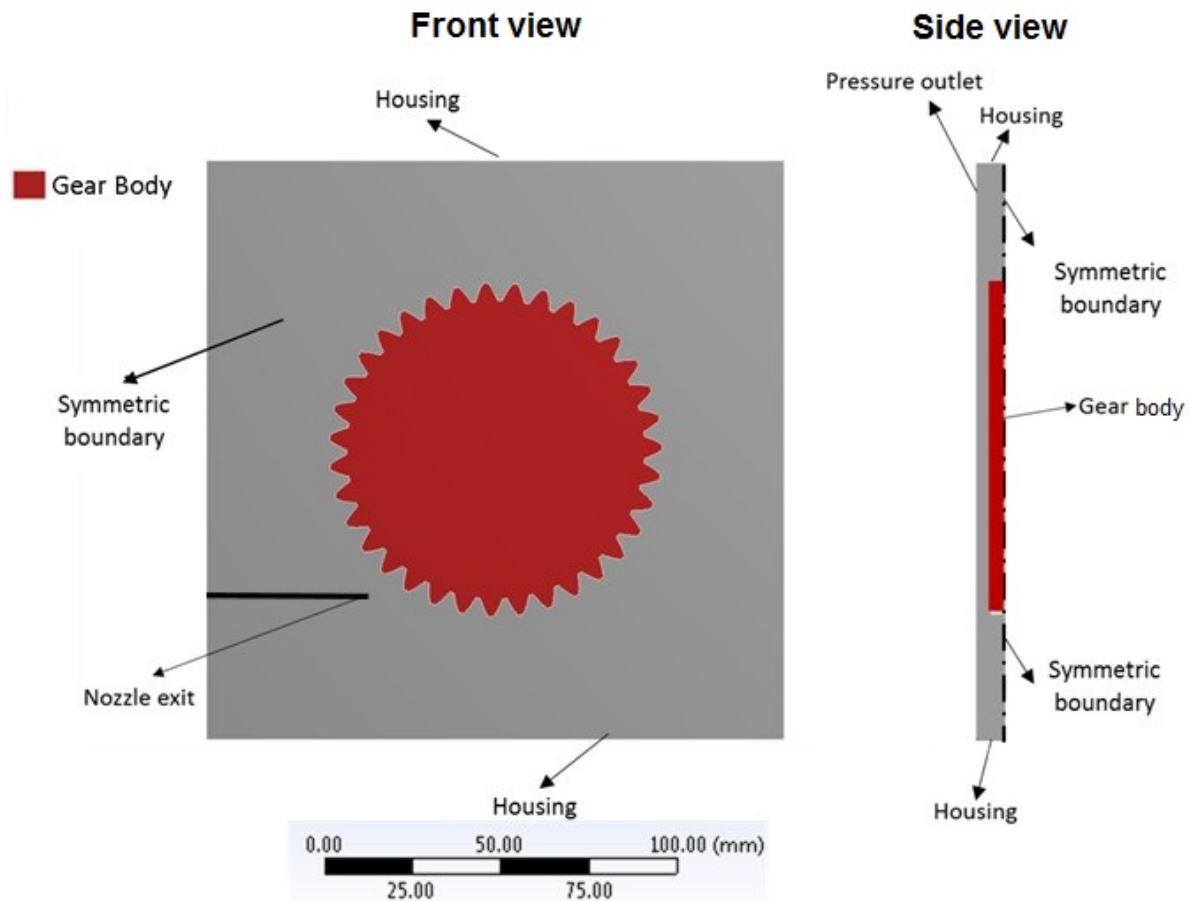 Front view
Side view
Pressure outlet
Housing
Housing
Gear Body
Symmetric
boundary
Symmetric
boundary
Gear body
Symmetric
boundary
Nozzle exit
Housing
Housing
0.00 50.00 100.00 (mm)
25.00 75.00